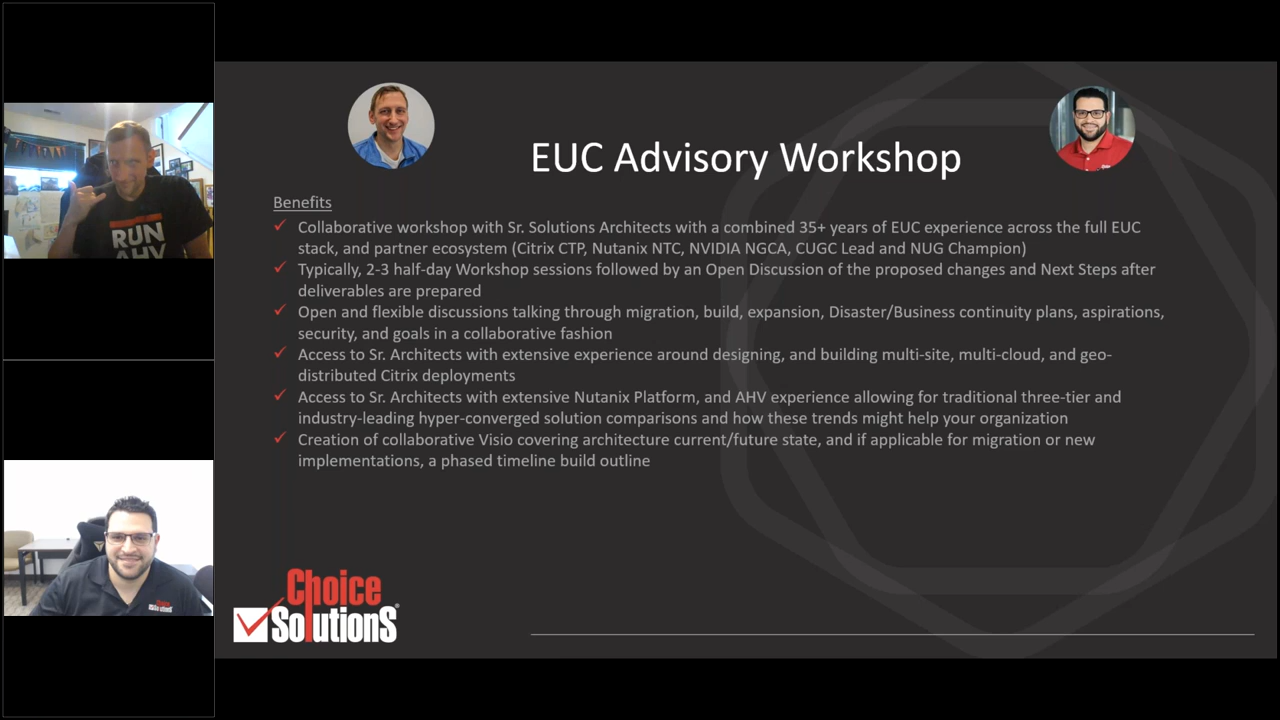 EUC Advisory Workshop
Benefits
✓ Collaborative workshop with Sr. Solutions Architects with a combined 35+ years of EUC experience across the full EUC
stack, and partner ecosystem (Citrix CTP, Nutanix NTC, NVIDIA NGCA, CUGC Lead and NUG Champion)
✓ Typically, 2-3 half-day Workshop sessions followed by an Open Discussion of the proposed changes and Next Steps after
deliverables are prepared
✓ Open and flexible discussions talking through migration, build, expansion, Disaster/Business continuity plans, aspirations,
security, and goals in a collaborative fashion
✓ Access to Sr. Architects with extensive experience around designing, and building multi-site, multi-cloud, and geo-
distributed Citrix deployments
✓ Access to Sr. Architects with extensive Nutanix Platform, and AHV experience allowing for traditional three-tier and
industry-leading hyper-converged solution comparisons and how these trends might help your organization
✓ Creation of collaborative Visio covering architecture current/future state, and if applicable for migration or new
implementations, a phased timeline build outline
RUN
AHV
Choice
Solutions
Choice
Solutions®